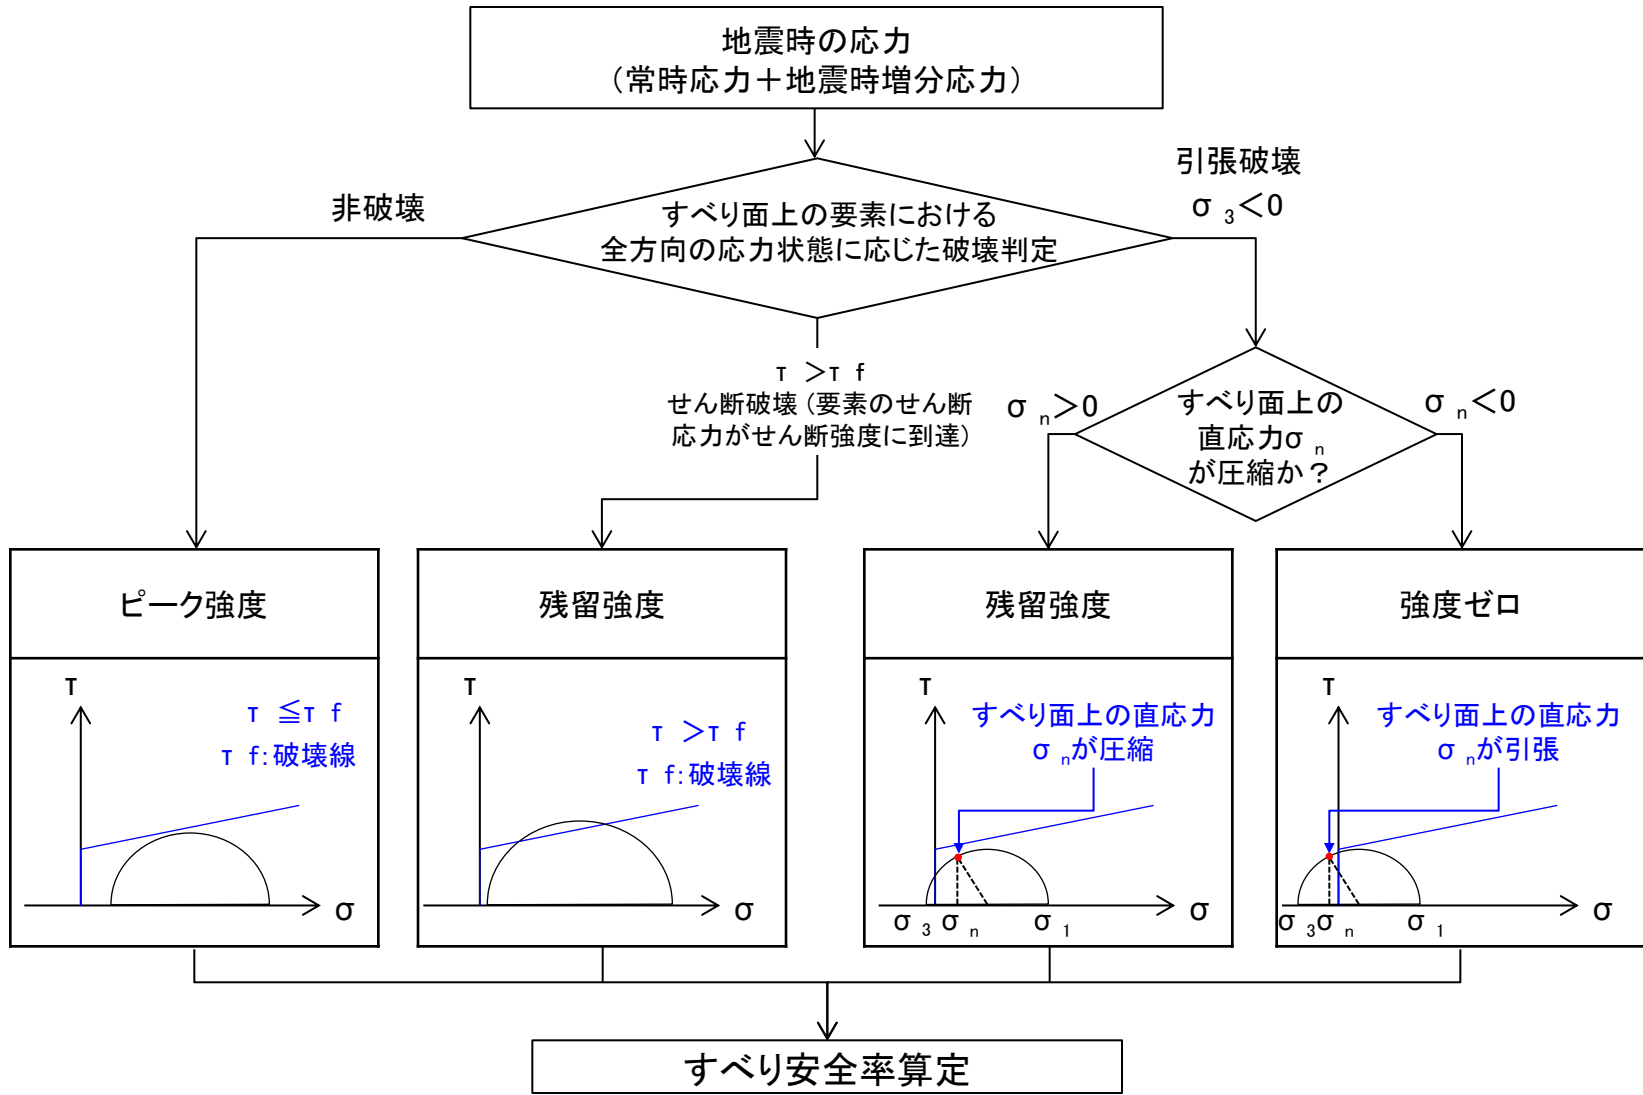 地震時の応力
（常時応力＋地震時増分応力）
引張破壊
σ3＜0
非破壊
すべり面上の要素における
全方向の応力状態に応じた破壊判定
τ＞τf
せん断破壊（要素のせん断
応力がせん断強度に到達）
σn＞0
すべり面上の
直応力σn
が圧縮か？
σn＜0
ピーク強度
残留強度
残留強度
強度ゼロ
τ
τ≦τf
τf：破壊線
σ
τ
τ＞τf
τf：破壊線
σ
τ
すべり面上の直応力
σnが圧縮
σ
σ3 σn σ1
τ
すべり面上の直応力
σnが引張
σ
σ3 σn σ1
すべり安全率算定